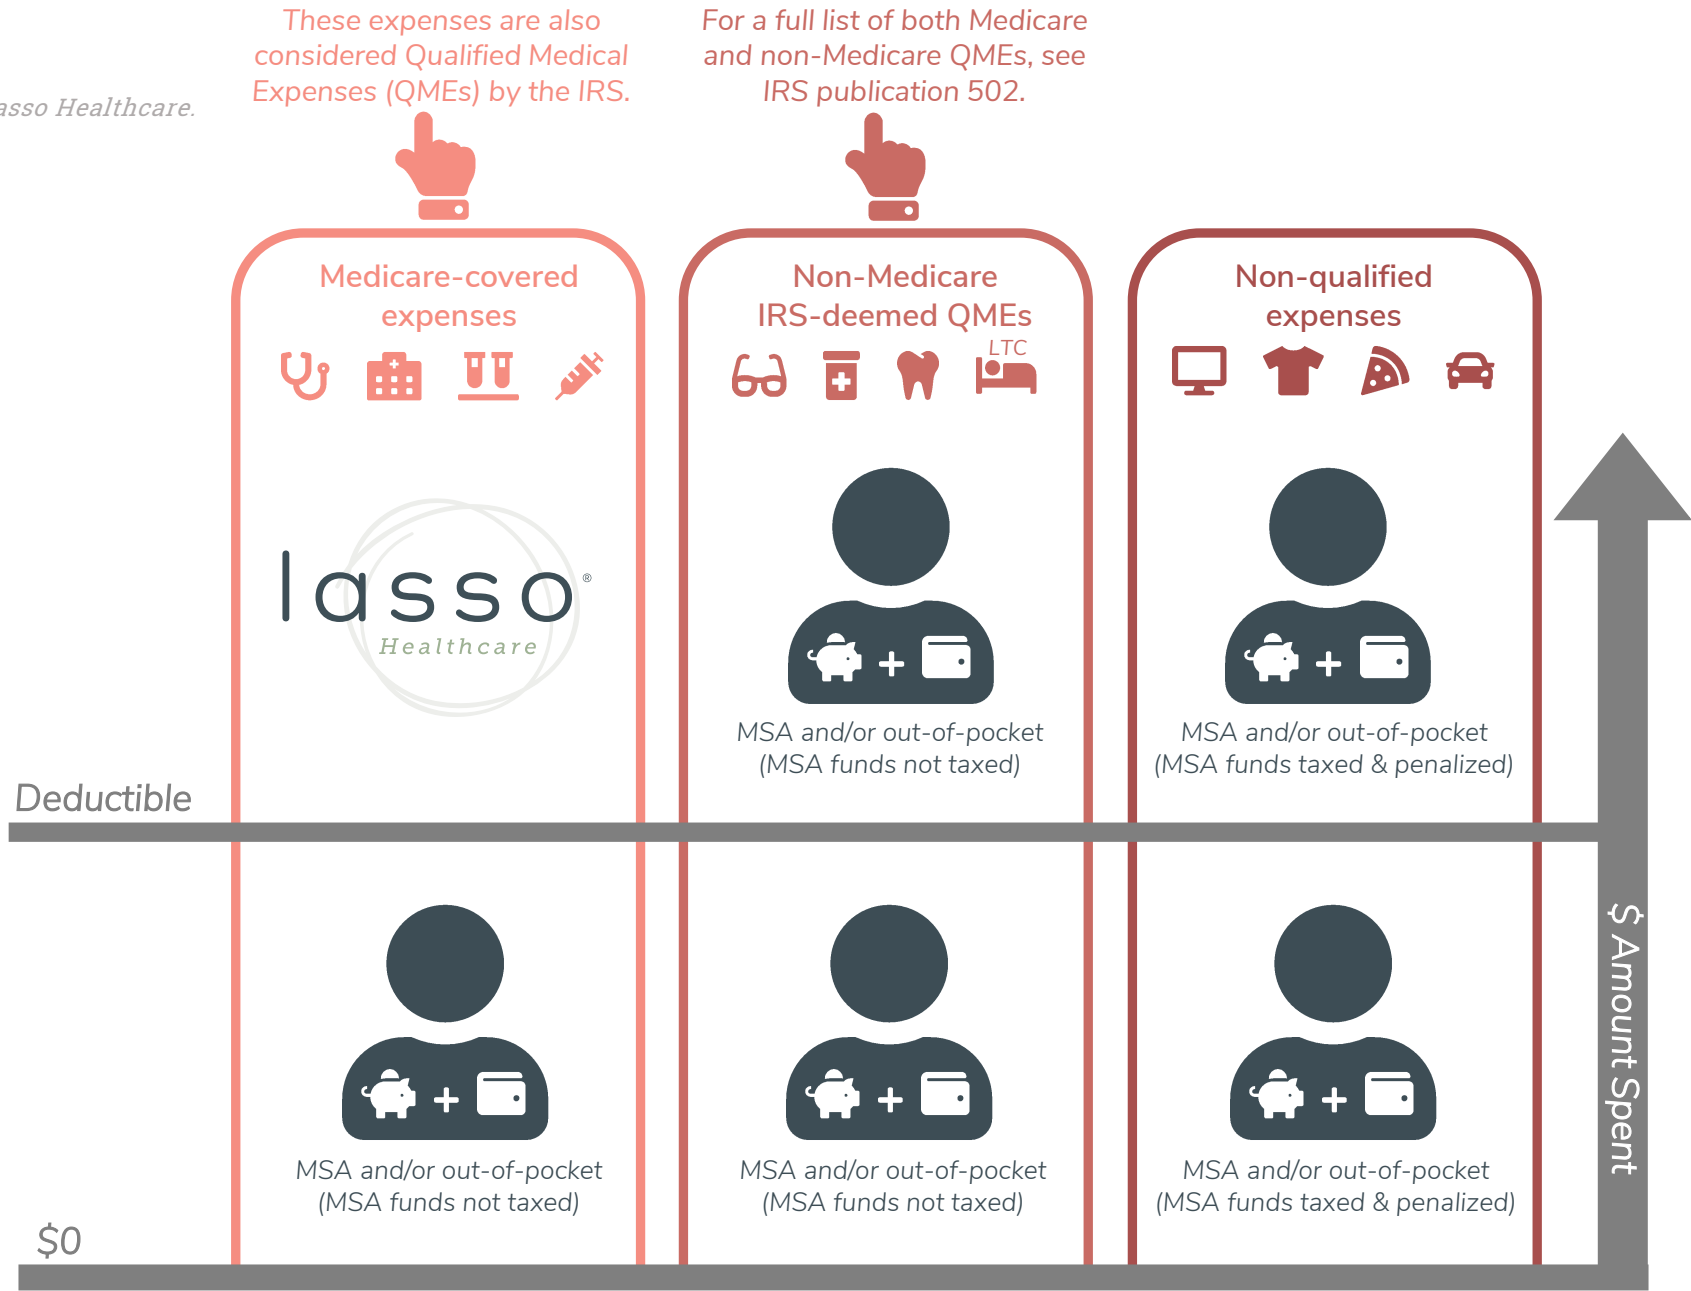 These expenses are also
considered Qualified Medical
Expenses (QMEs) by the IRS.
For a full list of both Medicare
and non-Medicare QMEs, see
IRS publication 502.
asso Healthcare.
Medicare-covered
expenses
Non-Medicare
IRS-deemed QMEs
LTC
Non-qualified
expenses
lasso®
Healthcare
MSA and/or out-of-pocket
(MSA funds not taxed)
MSA and/or out-of-pocket
(MSA funds taxed & penalized)
Deductible
MSA and/or out-of-pocket
(MSA funds not taxed)
MSA and/or out-of-pocket
(MSA funds not taxed)
MSA and/or out-of-pocket
(MSA funds taxed & penalized)
$ Amount Spent
$0